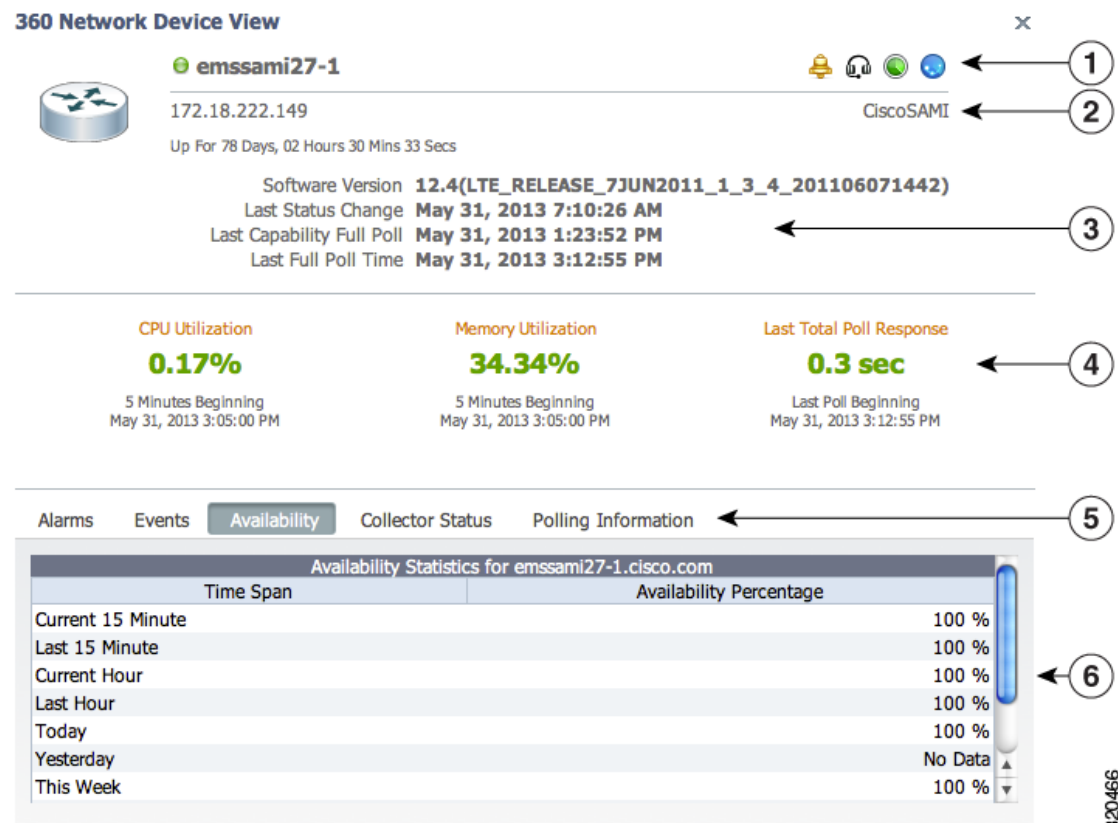 360 Network Device View
emssami27-1
1
172.18.222.149 CiscoSAMI
2
Up For 78 Days, 02 Hours 30 Mins 33 Secs
Software Version 12.4(LTE_RELEASE_7JUN2011_1_3_4_201106071442)
Last Status Change May 31, 2013 7:10:26 AM
3
Last Capability Full Poll May 31, 2013 1:23:52 PM
Last Full Poll Time May 31, 2013 3:12:55 PM
CPU Utilization Memory Utilization Last Total Poll Response
0.17% 34.34% 0.3 sec
4
5 Minutes Beginning 5 Minutes Beginning Last Poll Beginning
May 31, 2013 3:05:00 PM May 31, 2013 3:05:00 PM May 31, 2013 3:12:55 PM
Alarms Events Availability Collector Status Polling Information
5
Availability Statistics for emssami27-1.cisco.com
Time Span Availability Percentage
Current 15 Minute 100 %
Last 15 Minute 100 %
Current Hour 100 %
6
Last Hour 100 %
Today 100 %
Yesterday No Data
This Week 100 %